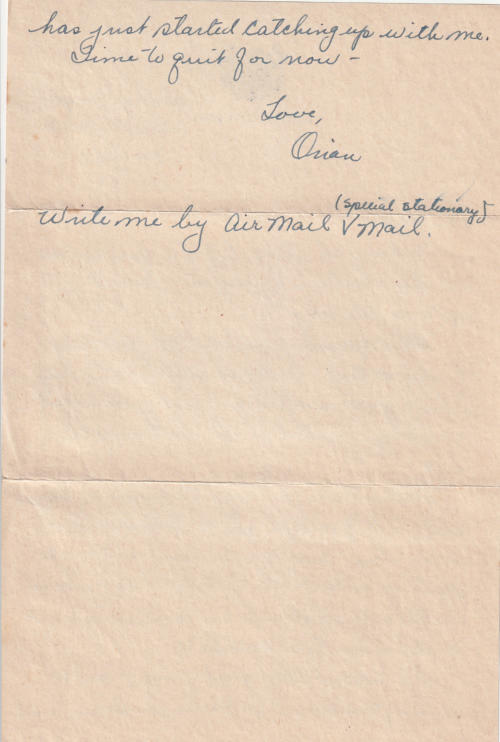 has just started catching up with me.
Time to quit for now –
Love,
Orian
(special stationary)
Write me by Air Mail V Mail.